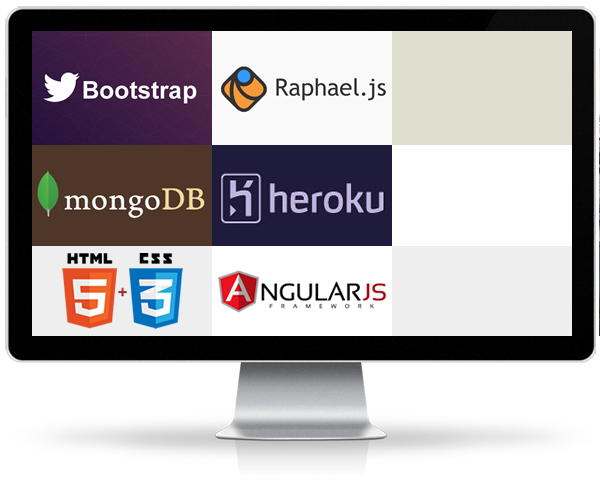 Bootstrap
Raphael.js
mongoDB
heroku
HTML CSS
5 + 3
ANGULARJS
FRAMEWORK